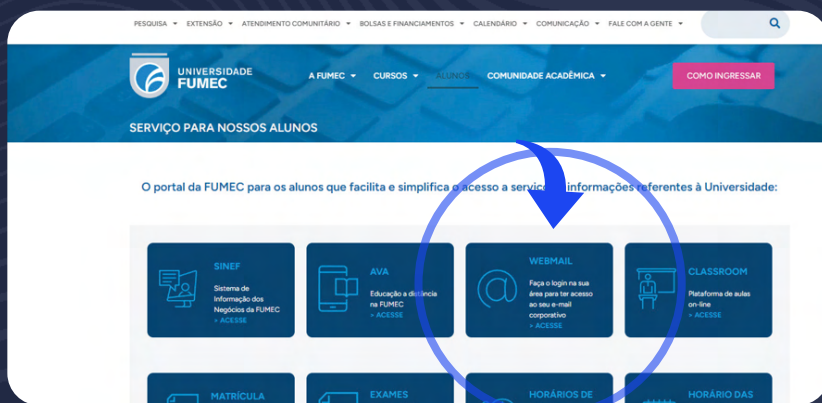 PESQUISA EXTENSÃO ATENDIMENTO COMUNITÁRIO BOLSAS E FINANCIAMENTOS CALENDÁRIO COMUNICAÇÃO FALE COM A GENTE
UNIVERSIDADE
FUMEC
A FUMEC CURSOS ALUNOS COMUNIDADE ACADÊMICA
COMO INGRESSAR
SERVIÇO PARA NOSSOS ALUNOS
O portal da FUMEC para os alunos que facilita e simplifica o acesso a informações referentes à Universidade:
SINEF
Sistema de
Informação dos
Negócios da FUMEC
> ACESSE
AVA
Educação a distância
na FUMEC
> ACESSE
WEBMAIL
Faça o login na sua
área para ter acesso
ao seu e-mail
corporativo
> ACESSE
CLASSROOM
Plataforma de aulas
on-line
> ACESSE
MATRÍCULA
EXAMES
HORÁRIOS DE
HORÁRIO DAS